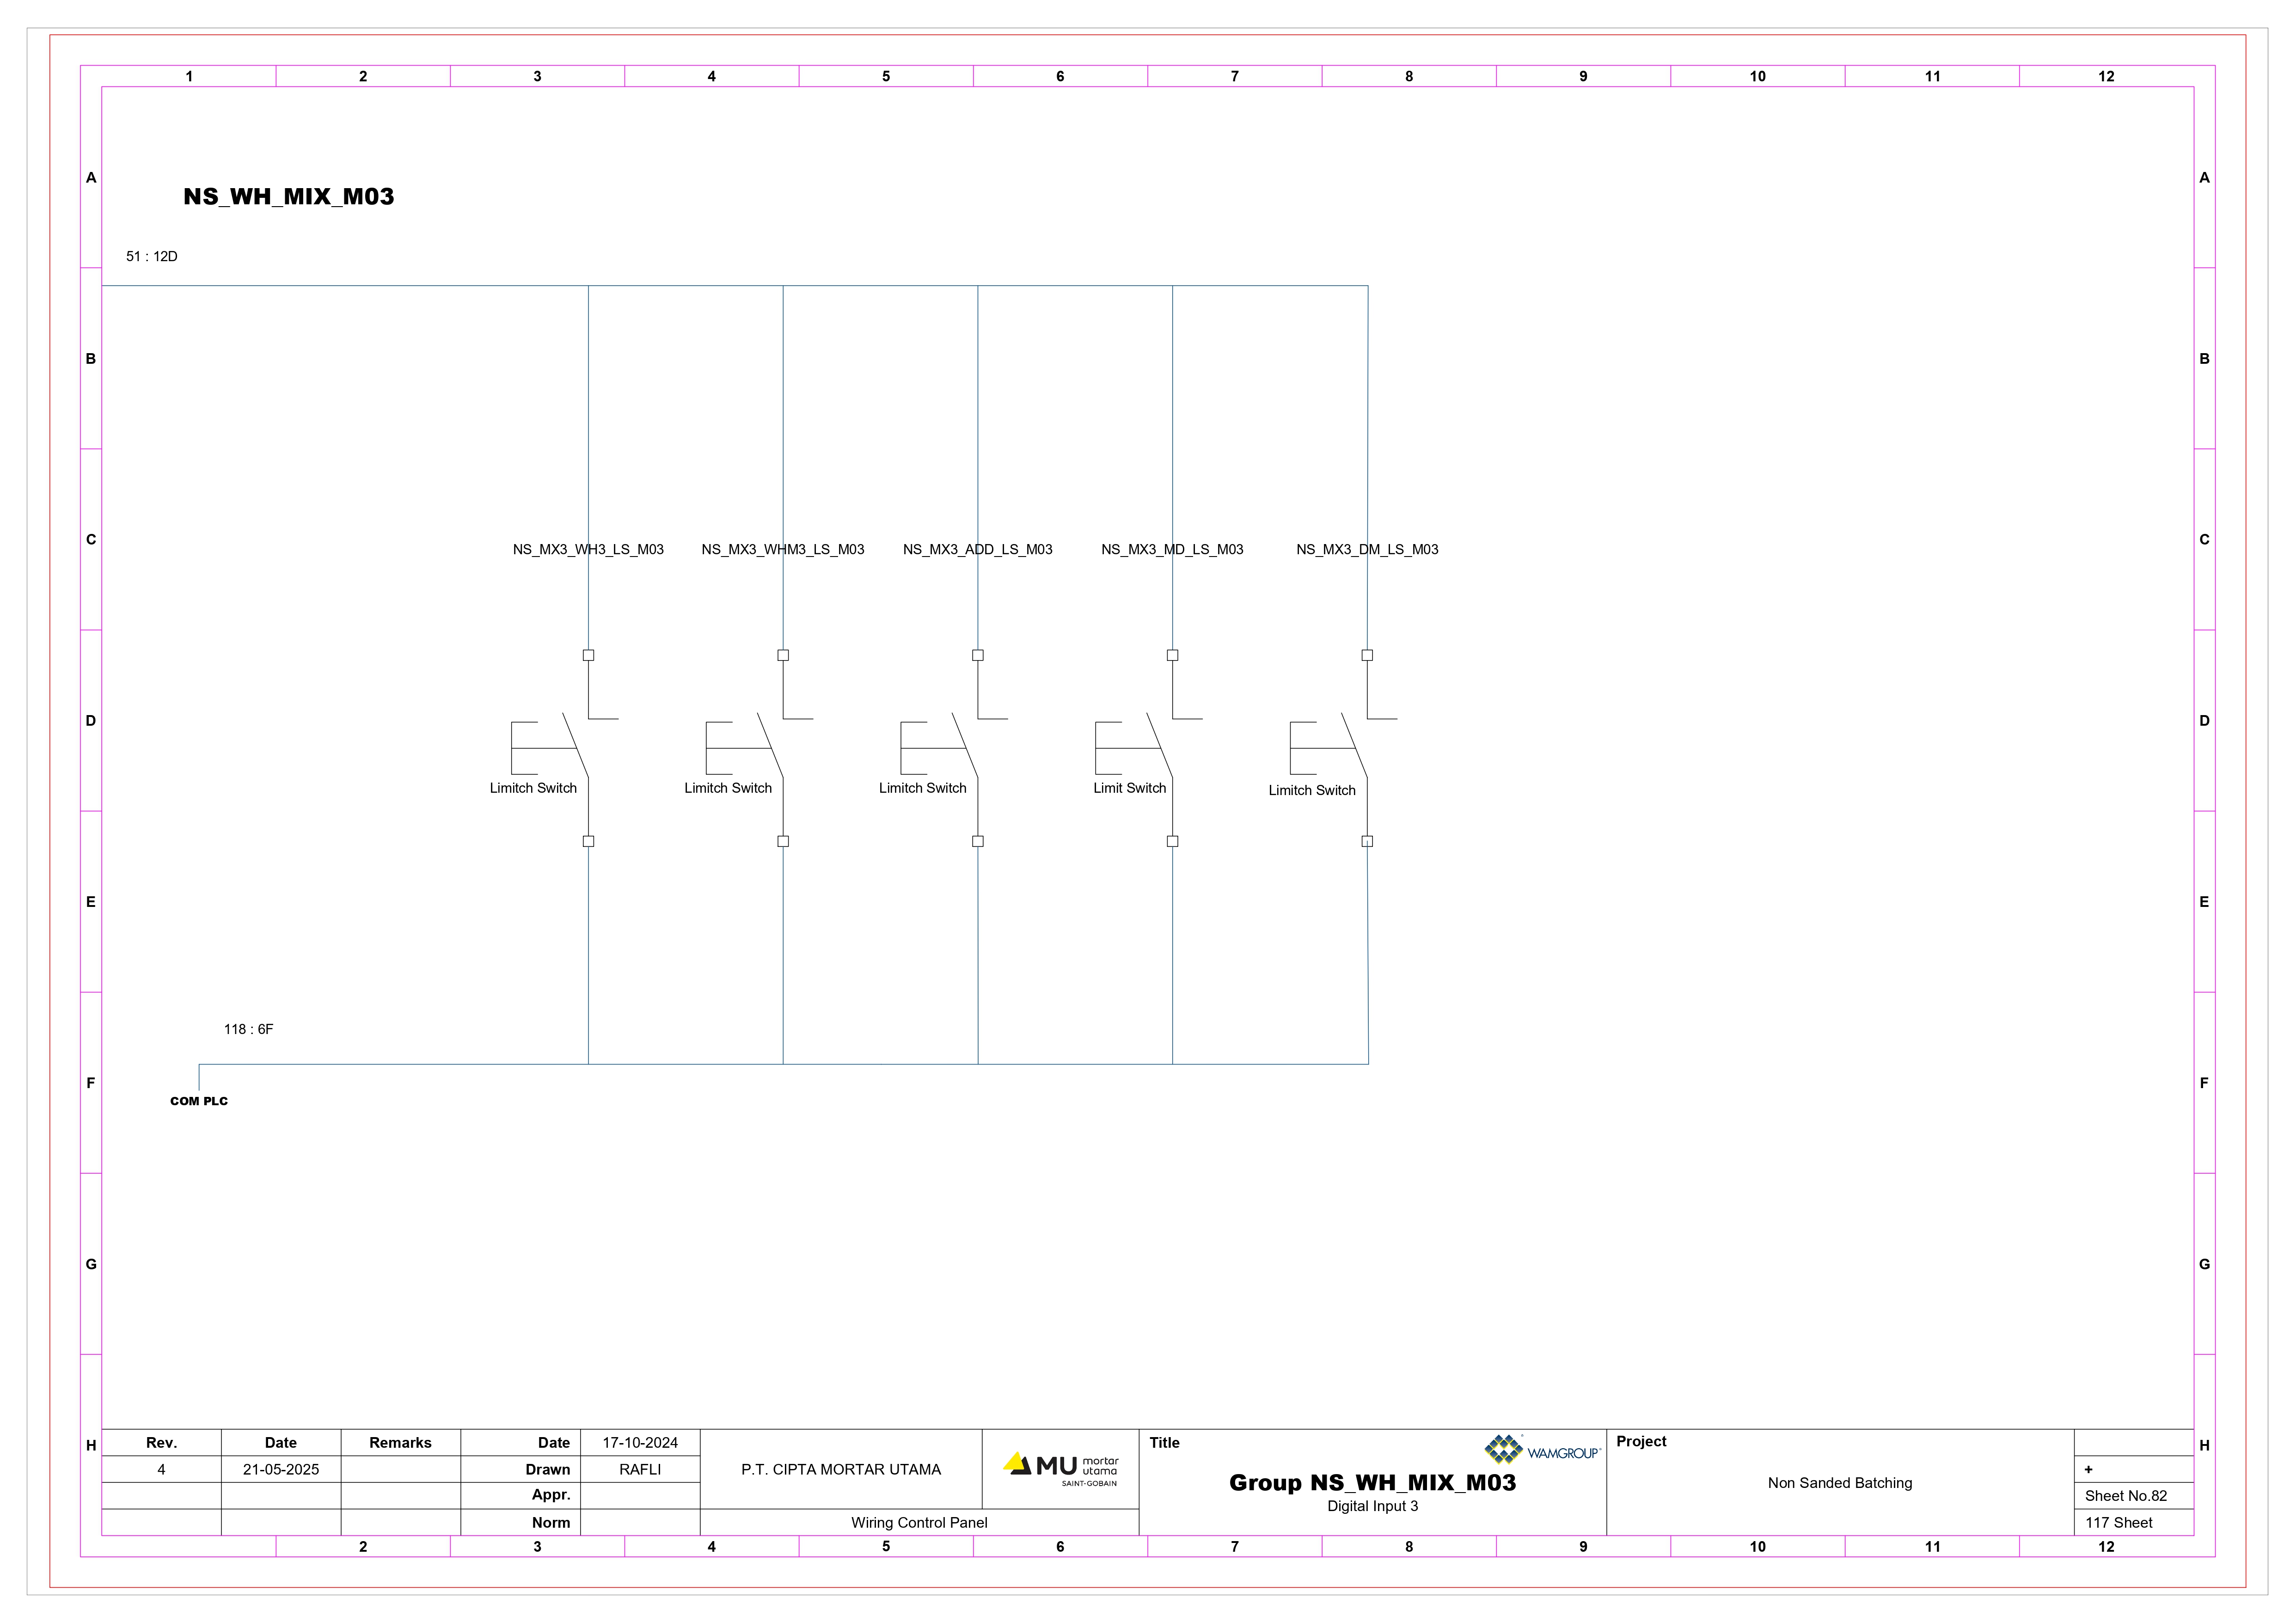 1 2 3 4 5 6 7 8 9 10 11 12
A A
NS_WH_MIX_M03
51 : 12D
B B
C C
NS_MX3_WH3_LS_M03 NS_MX3_WHM3_LS_M03 NS_MX3_ADD_LS_M03 NS_MX3_MD_LS_M03 NS_MX3_DM_LS_M03
D D
Limitch Switch Limitch Switch Limitch Switch Limit Switch Limitch Switch
E E
118 : 6F
F F
COM PLC
G G
H H
Rev. Date Remarks Date 17-10-2024
4 21-05-2025 Drawn RAFLI
Appr.
Norm
P.T. CIPTA MORTAR UTAMA
MU mortar
utama
SAINT-GOBAIN
Wiring Control Panel
Title
WAMGROUP®
Group NS_WH_MIX_M03
Digital Input 3
Project
Non Sanded Batching
+
Sheet No.82
117 Sheet
2 3 4 5 6 7 8 9 10 11 12